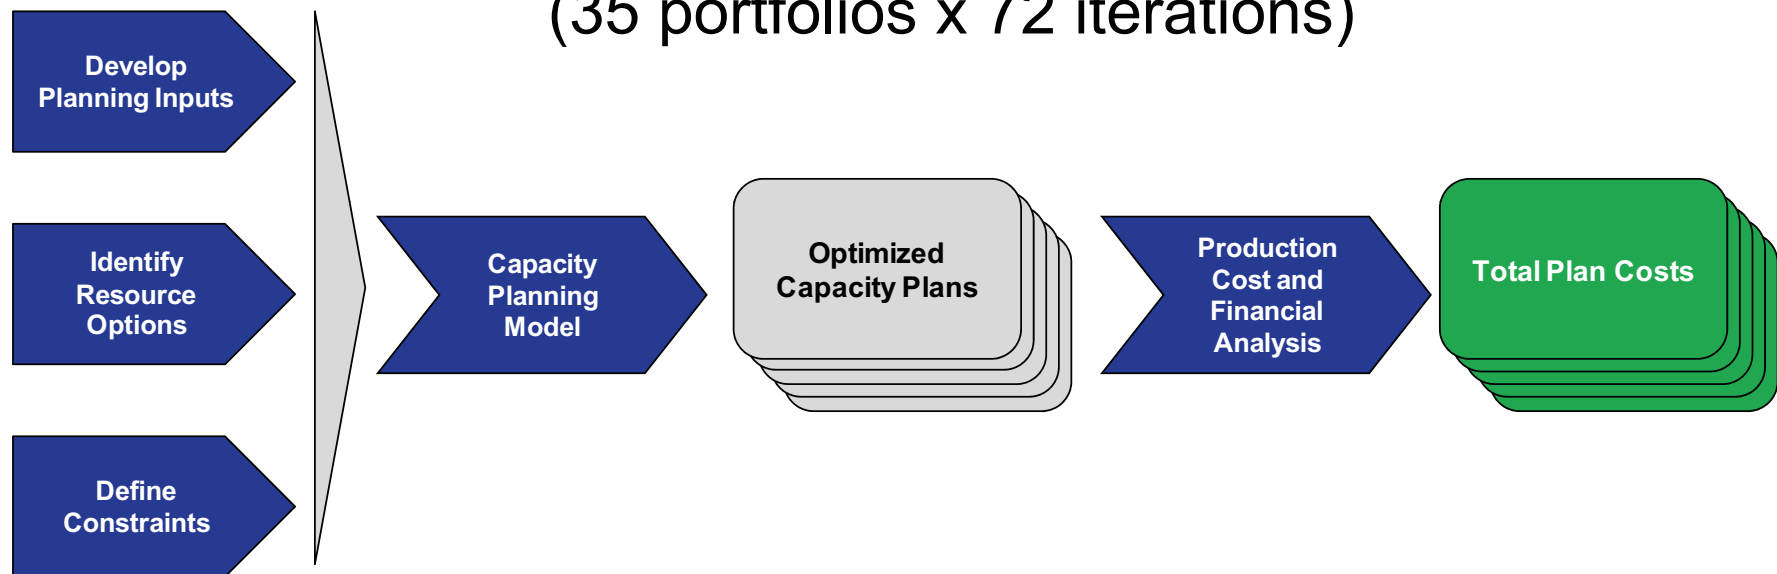 (35 portfolios x 72 iterations)
Develop
Planning Inputs
Identify
Resource
Options
Define
Constraints
Capacity
Planning
Model
Optimized
Capacity Plans
Production
Cost and
Financial
Analysis
Total Plan Costs